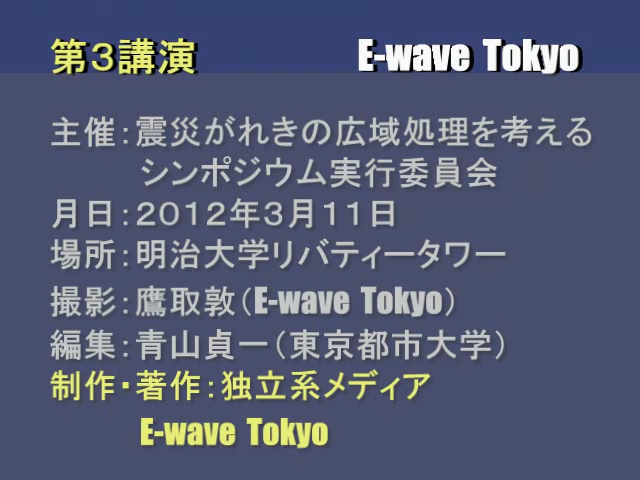 第３講演 E-wave Tokyo
主催：震災がれきの広域処理を考える
シンポジウム実行委員会
月日：２０１２年３月１１日
場所：明治大学リバティータワー
撮影：鷹取敦（E-wave Tokyo）
編集：青山貞一（東京都市大学）
制作・著作：独立系メディア
E-wave Tokyo